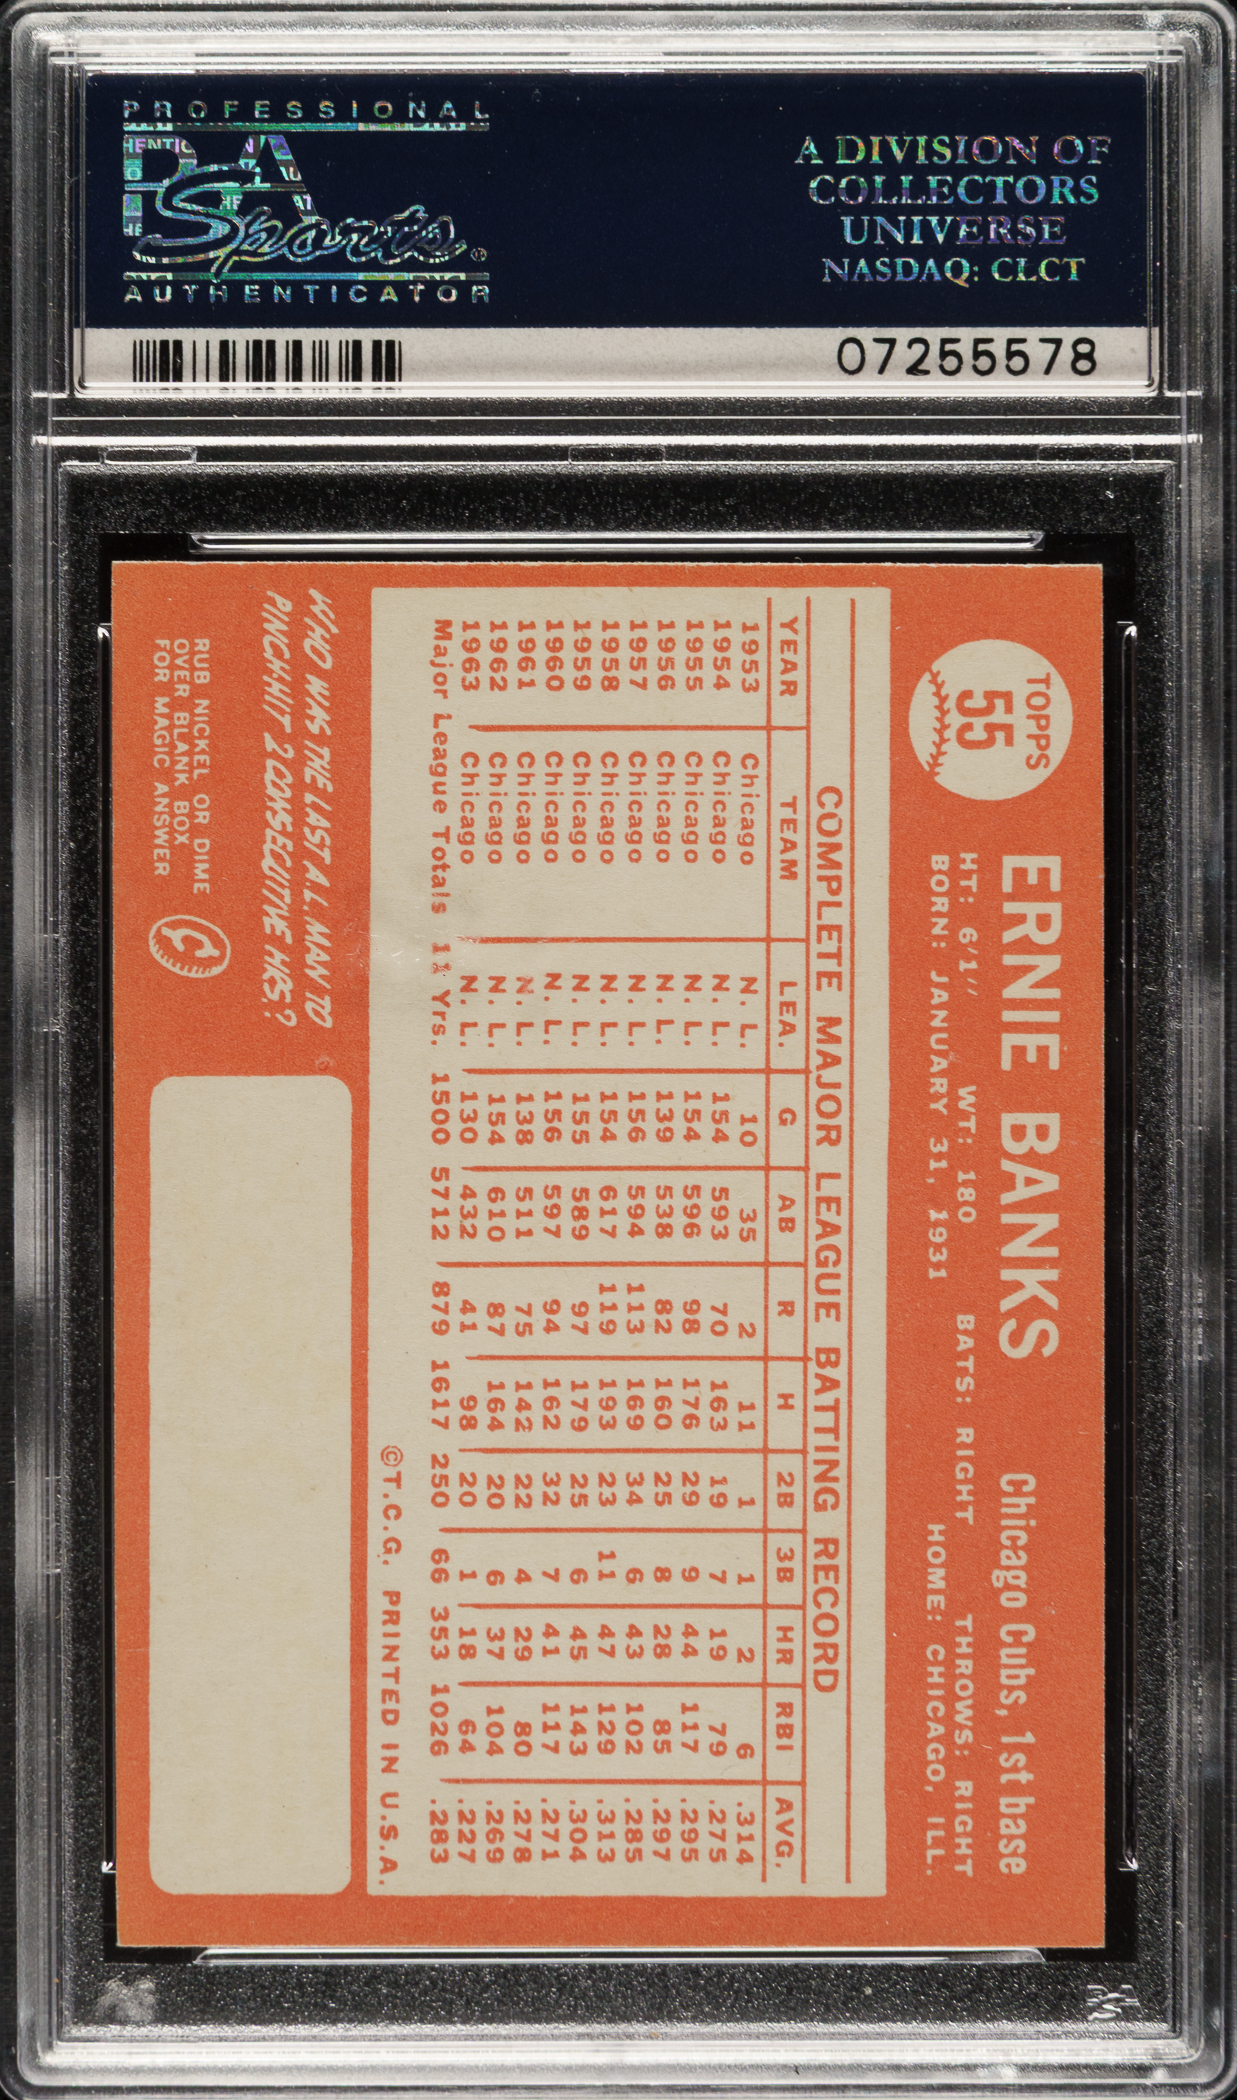 PROFESSIONAL
PSA
Sports®
AUTHENTICATOR
A DIVISION OF
COLLECTORS
UNIVERSE
NASDAQ: CLCT
07255578
TOPPS
55
ERNIE BANKS
Chicago Cubs, 1st base
HT: 6'1" WT: 180 BATS: RIGHT THROWS: RIGHT
BORN: JANUARY 31, 1931 HOME: CHICAGO, ILL.
COMPLETE MAJOR LEAGUE BATTING RECORD
YEAR TEAM LEA. G AB R H 2B 3B HR RBI AVG.
1953 Chicago N. L. 10 35 2 11 1 1 2 6 .314
1954 Chicago N. L. 154 593 70 163 19 7 19 79 .275
1955 Chicago N. L. 154 596 98 176 29 9 44 117 .295
1956 Chicago N. L. 139 538 82 160 25 8 28 85 .297
1957 Chicago N. L. 156 594 113 169 34 6 43 102 .285
1958 Chicago N. L. 154 617 119 193 23 11 47 129 .313
1959 Chicago N. L. 155 589 97 179 25 6 45 143 .304
1960 Chicago N. L. 156 597 94 162 32 7 41 117 .271
1961 Chicago N. L. 138 511 75 142 22 4 29 80 .278
1962 Chicago N. L. 154 610 87 164 20 6 37 104 .269
1963 Chicago N. L. 130 432 41 98 20 1 18 64 .227
Major League Totals 11 Yrs. 1500 5712 879 1617 250 66 353 1026 .283
©T.C.G. PRINTED IN U.S.A.
WHO WAS THE LAST A.L. MAN TO
PINCH-HIT 2 CONSECUTIVE HRS.?
RUB NICKEL OR DIME
OVER BLANK BOX
FOR MAGIC ANSWER